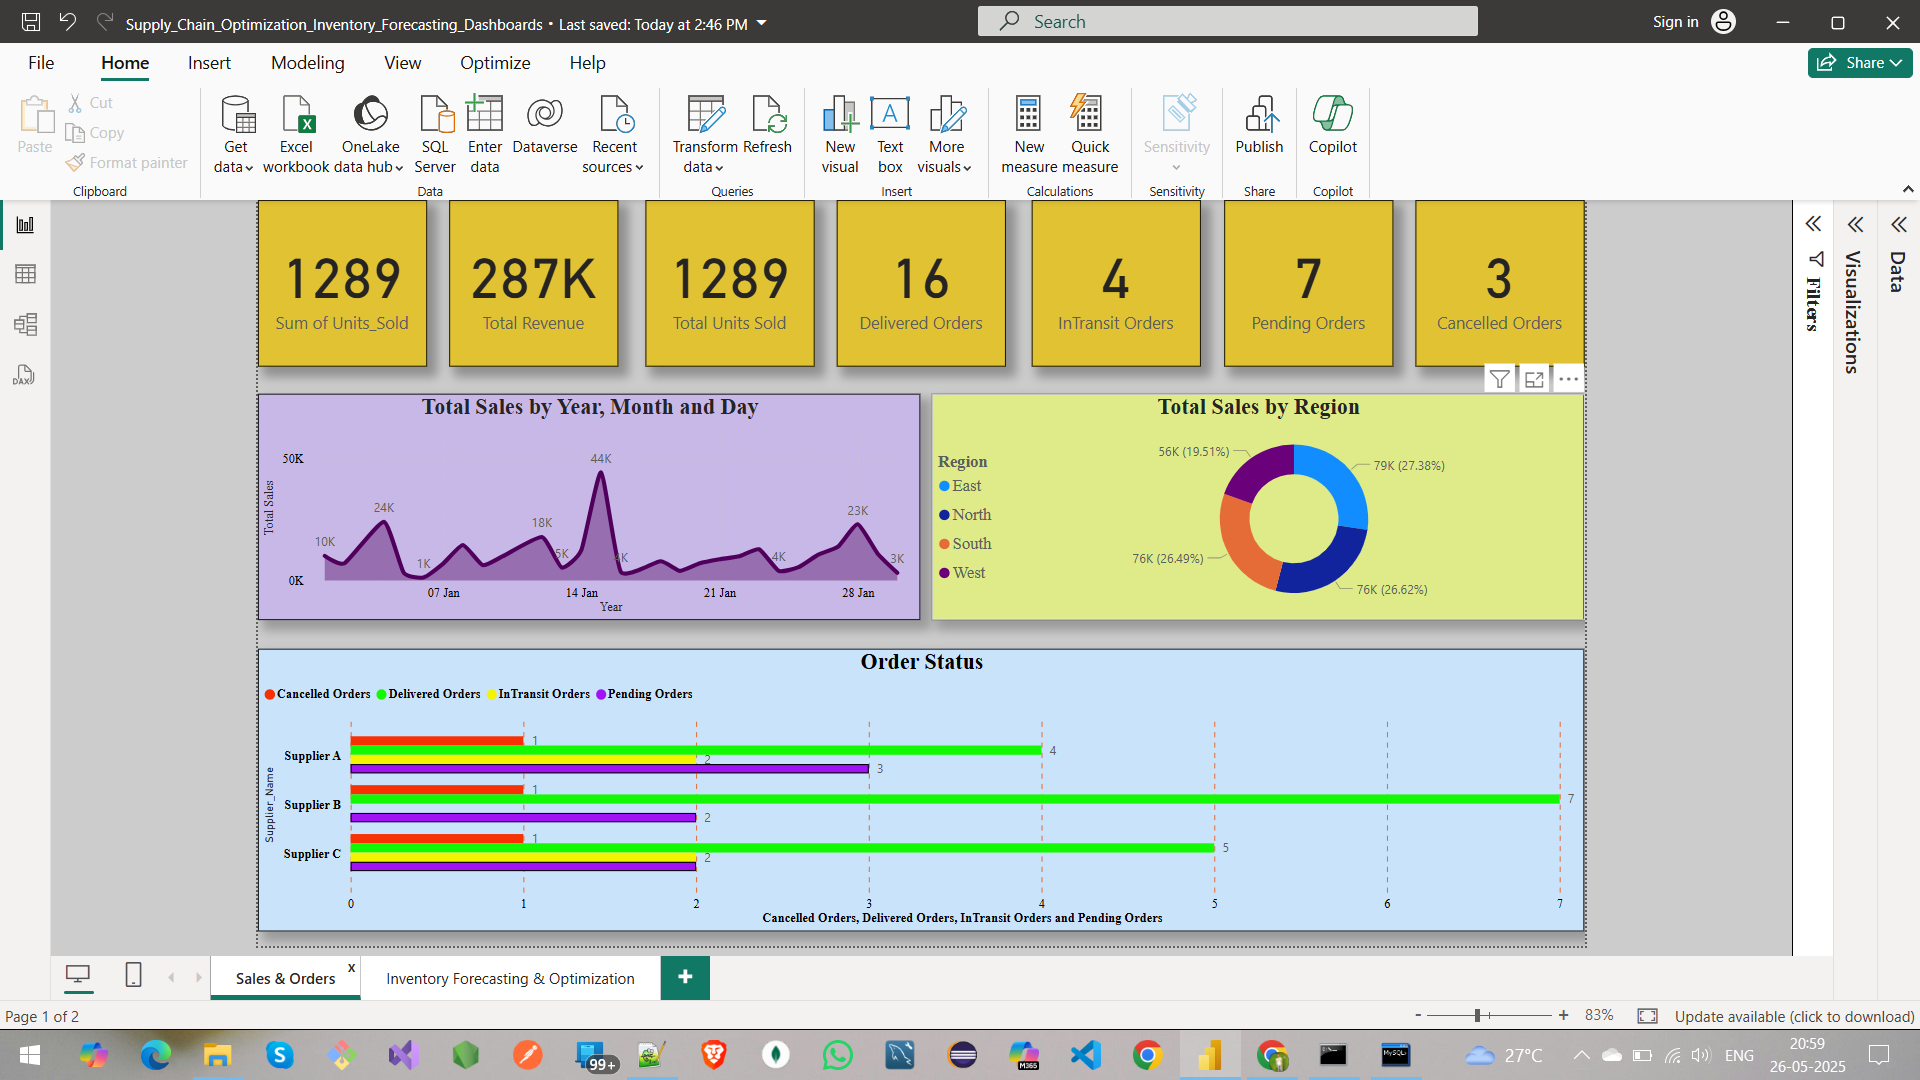 Supply_Chain_Optimization_Inventory_Forecasting_Dashboards • Last saved: Today at 2:46 PM
Search
Sign in
File Home Insert Modeling View Optimize Help
Share
Paste
Cut
Copy
Format painter
Clipboard
Get data
Excel workbook
OneLake data hub
SQL Server
Enter data
Dataverse
Recent sources
Data
Transform data
Refresh
Queries
New visual
Text box
More visuals
Insert
New measure
Quick measure
Calculations
Sensitivity
Sensitivity
Publish
Share
Copilot
Copilot
DAX
1289
Sum of Units_Sold
287K
Total Revenue
1289
Total Units Sold
16
Delivered Orders
4
InTransit Orders
7
Pending Orders
3
Cancelled Orders
Filters
Visualizations
Data
Total Sales by Year, Month and Day
Total Sales
50K
0K
10K
24K
1K
18K
5K
44K
4K
4K
23K
3K
07 Jan
14 Jan
21 Jan
28 Jan
Year
Total Sales by Region
Region
East
North
South
West
56K (19.51%)
79K (27.38%)
76K (26.49%)
76K (26.62%)
Order Status
Cancelled Orders Delivered Orders InTransit Orders Pending Orders
Supplier_Name
Supplier A
1
4
2
3
Supplier B
1
7
2
Supplier C
1
5
2
0 1 2 3 4 5 6 7
Cancelled Orders, Delivered Orders, InTransit Orders and Pending Orders
Sales & Orders
x
Inventory Forecasting & Optimization
+
Page 1 of 2
- + 83%
Update available (click to download)
99+
M365
MySQL
27°C
ENG
20:59
26-05-2025